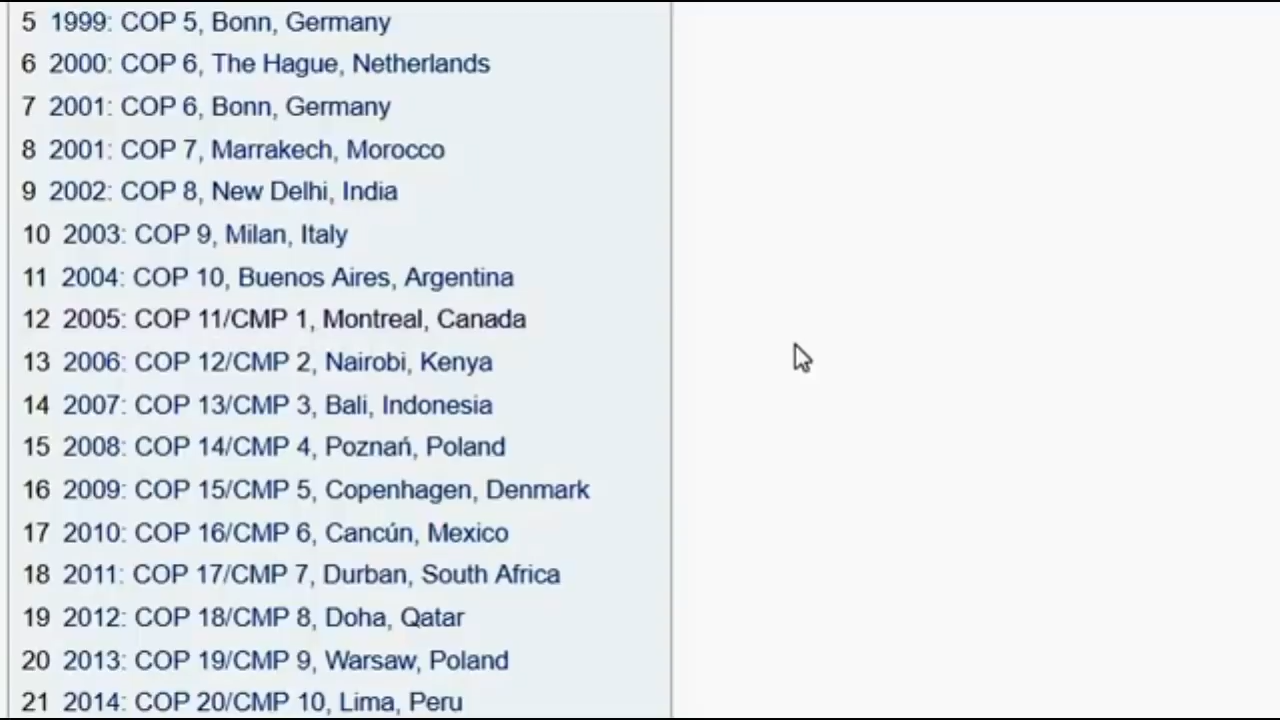 5 1999: COP 5, Bonn, Germany
6 2000: COP 6, The Hague, Netherlands
7 2001: COP 6, Bonn, Germany
8 2001: COP 7, Marrakech, Morocco
9 2002: COP 8, New Delhi, India
10 2003: COP 9, Milan, Italy
11 2004: COP 10, Buenos Aires, Argentina
12 2005: COP 11/CMP 1, Montreal, Canada
13 2006: COP 12/CMP 2, Nairobi, Kenya
14 2007: COP 13/CMP 3, Bali, Indonesia
15 2008: COP 14/CMP 4, Poznań, Poland
16 2009: COP 15/CMP 5, Copenhagen, Denmark
17 2010: COP 16/CMP 6, Cancún, Mexico
18 2011: COP 17/CMP 7, Durban, South Africa
19 2012: COP 18/CMP 8, Doha, Qatar
20 2013: COP 19/CMP 9, Warsaw, Poland
21 2014: COP 20/CMP 10, Lima, Peru